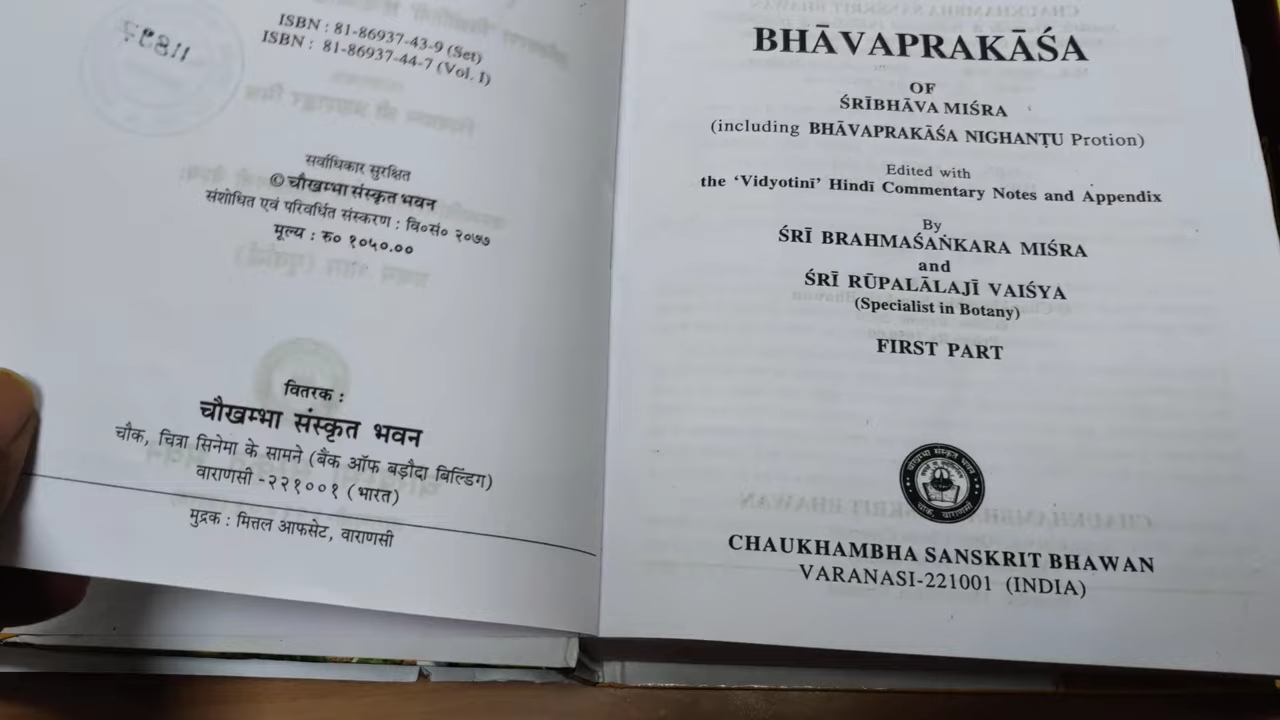 ISBN : 81-86937-43-9 (Set)
ISBN : 81-86937-44-7 (Vol. I)
सर्वाधिकार सुरक्षित
© चौखम्भा संस्कृत भवन
संशोधित एवं परिवर्धित संस्करण : वि०सं० २०७७
मूल्य : रु० १०५०.००
वितरक :
चौखम्भा संस्कृत भवन
चौक, चित्रा सिनेमा के सामने (बैंक ऑफ बड़ौदा बिल्डिंग)
वाराणसी -२२१००१ (भारत)
मुद्रक : मित्तल आफसेट, वाराणसी
BHĀVAPRAKĀŚA
OF
ŚRĪBHĀVA MIŚRA
(including BHĀVAPRAKĀŚA NIGHAṆṬU Protion)
Edited with
the ‘Vidyotinī’ Hindī Commentary Notes and Appendix
By
ŚRĪ BRAHMAŚAṄKARA MIŚRA
and
ŚRĪ RŪPALĀLAJĪ VAIŚYA
(Specialist in Botany)
FIRST PART
चौखम्भा संस्कृत भवन
चौक, वाराणसी
CHAUKHAMBHA SANSKRIT BHAWAN
VARANASI-221001 (INDIA)